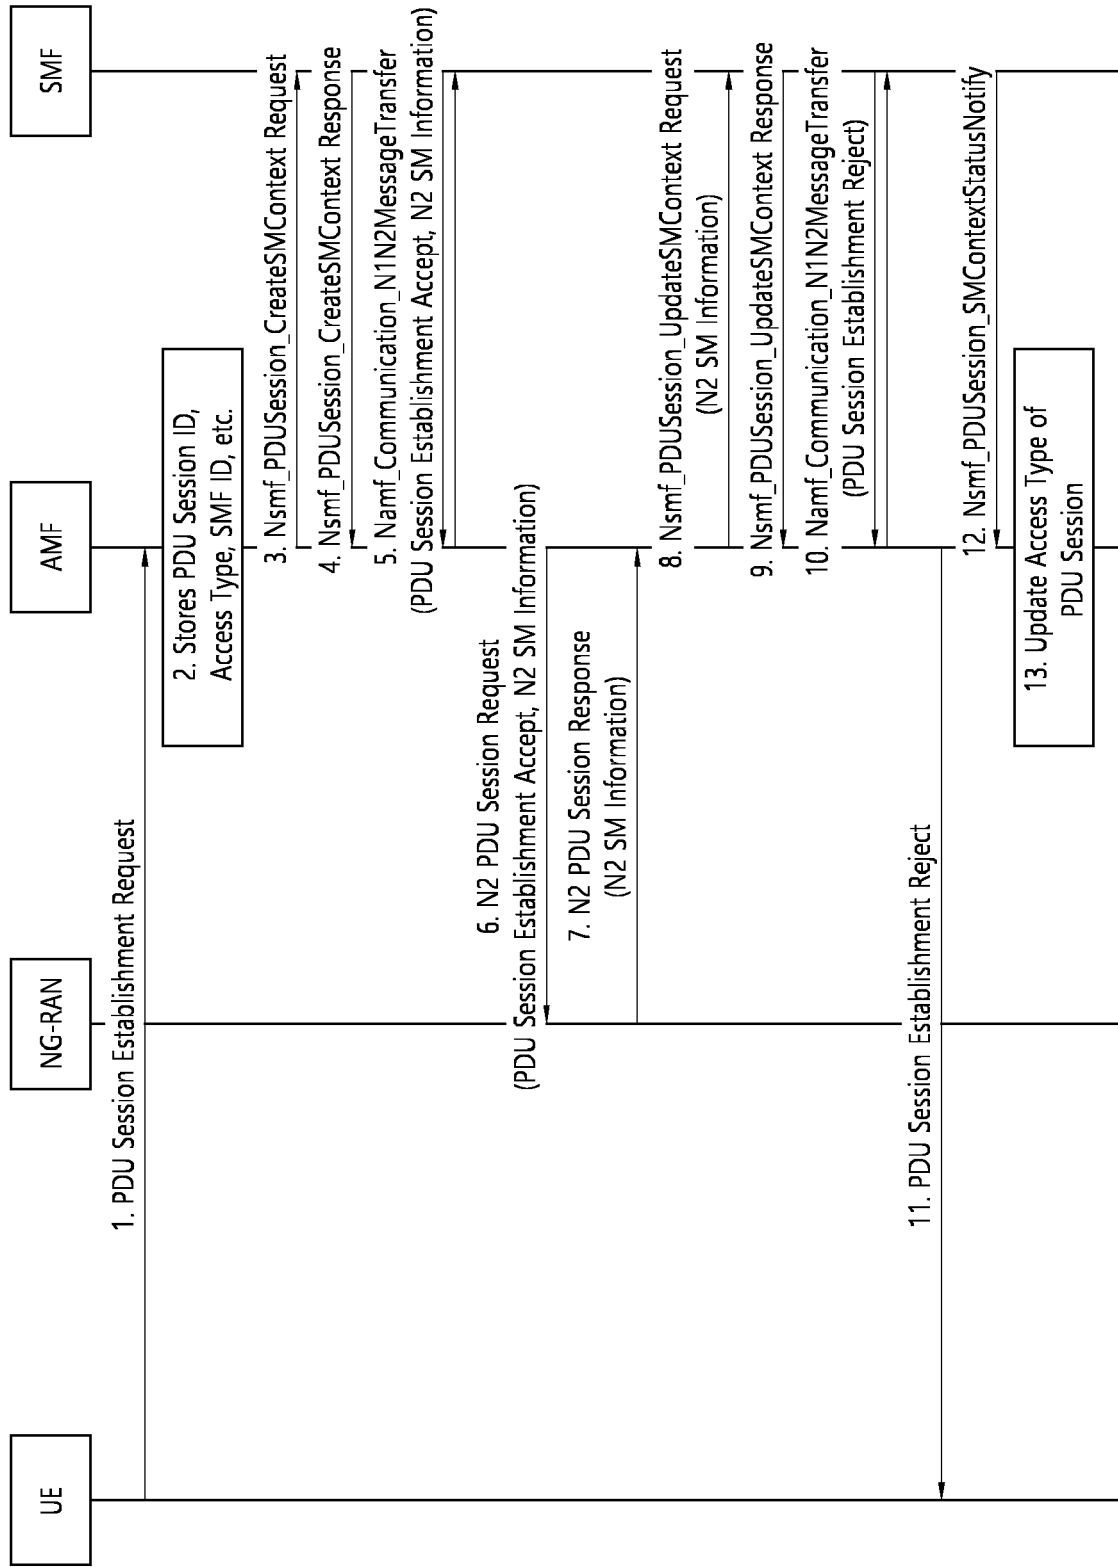 UE
NG-RAN
AMF
SMF
1. PDU Session Establishment Request
2. Stores PDU Session ID,
Access Type, SMF ID, etc.
3. Nsmf_PDUSession_CreateSMContext Request
4. Nsmf_PDUSession_CreateSMContext Response
5. Namf_Communication_N1N2MessageTransfer
(PDU Session Establishment Accept, N2 SM Information)
6. N2 PDU Session Request
(PDU Session Establishment Accept, N2 SM Information)
7. N2 PDU Session Response
(N2 SM Information)
8. Nsmf_PDUSession_UpdateSMContext Request
(N2 SM Information)
9. Nsmf_PDUSession_UpdateSMContext Response
10. Namf_Communication_N1N2MessageTransfer
(PDU Session Establishment Reject)
11. PDU Session Establishment Reject
12. Nsmf_PDUSession_SMContextStatusNotify
13. Update Access Type of
PDU Session